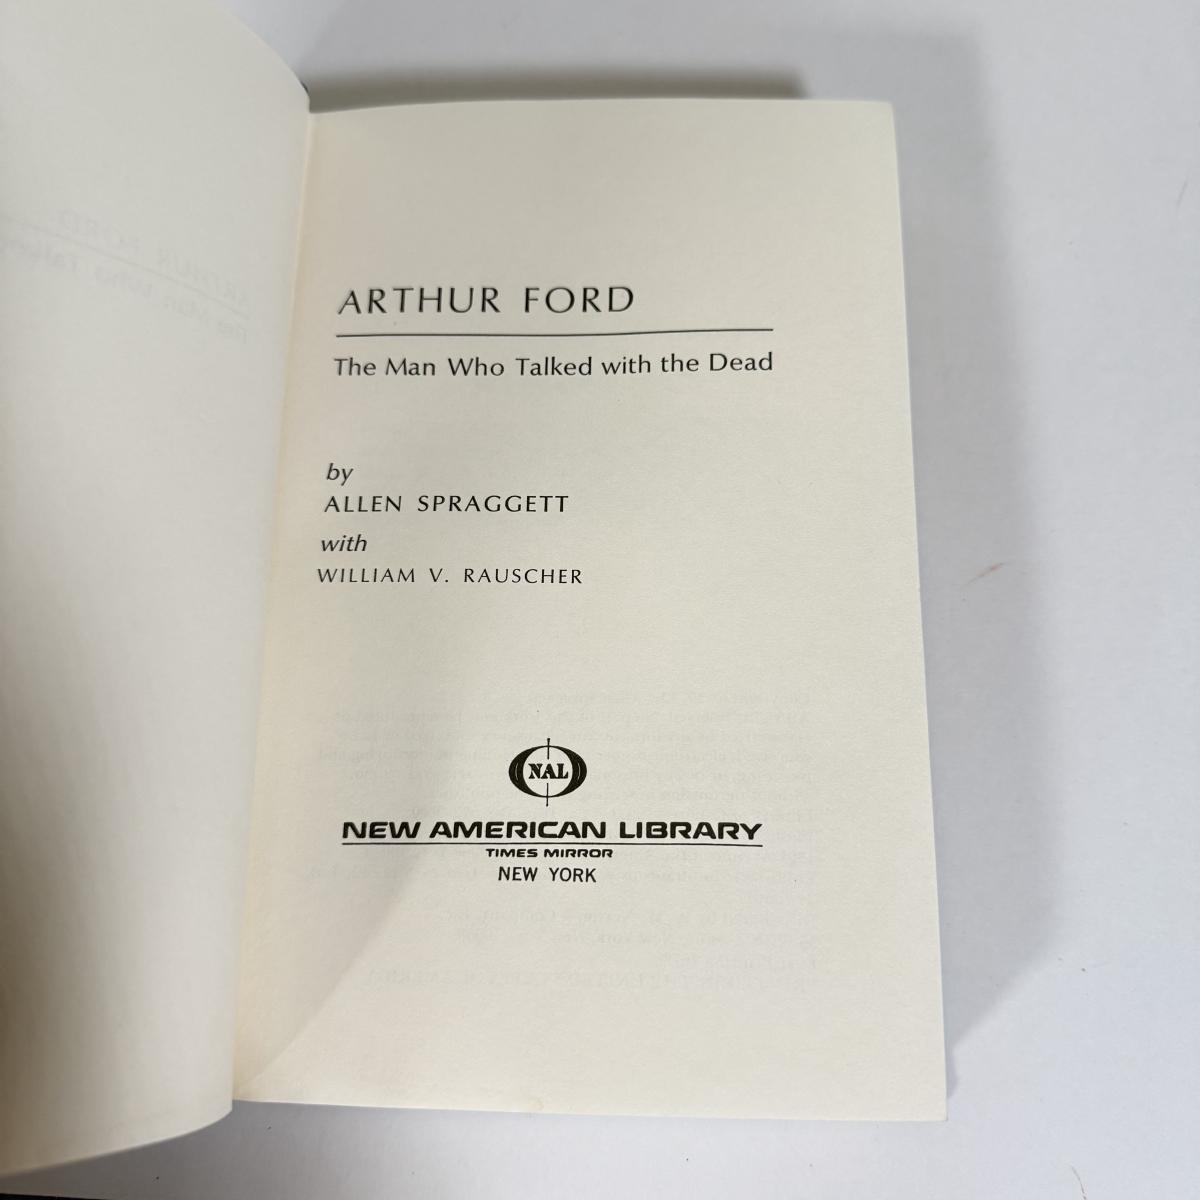 ARTHUR FORD
The Man Who Talked with the Dead
by
ALLEN SPRAGGETT
with
WILLIAM V. RAUSCHER
NAL
NEW AMERICAN LIBRARY
TIMES MIRROR
NEW YORK